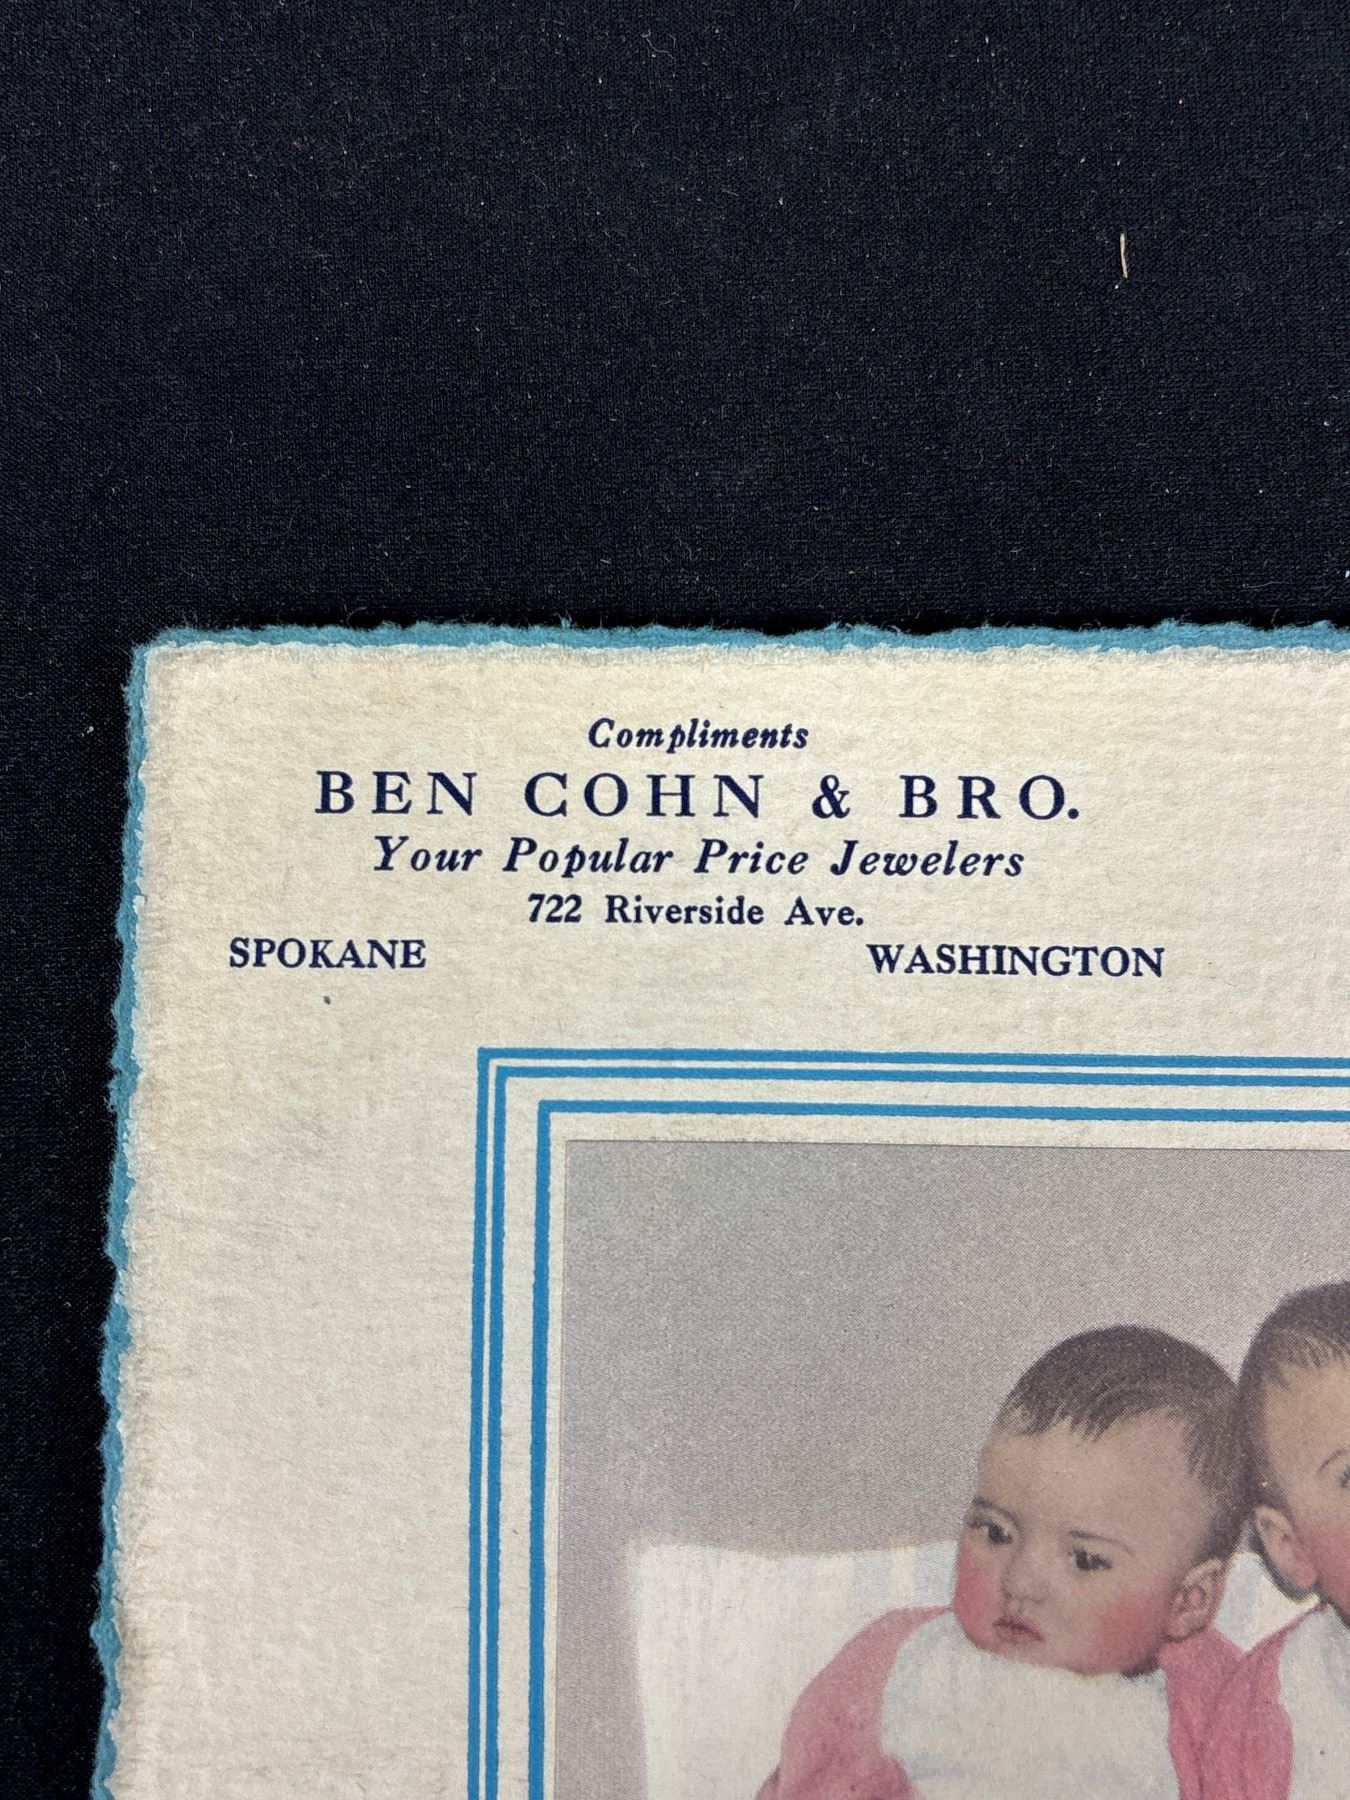 Compliments
BEN COHN & BRO.
Your Popular Price Jewelers
722 Riverside Ave.
SPOKANE WASHINGTON